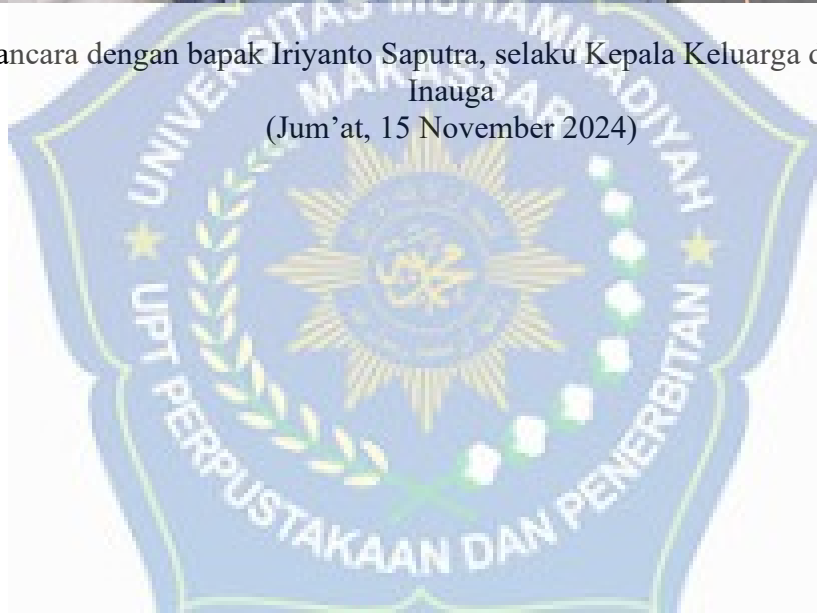 ancara dengan bapak Iriyanto Saputra, selaku Kepala Keluarga d
Inauga
(Jum’at, 15 November 2024)
UNIVERSITAS MUHAMMADIYAH
MAKASSAR
UPT PERPUSTAKAAN DAN PENERBITAN